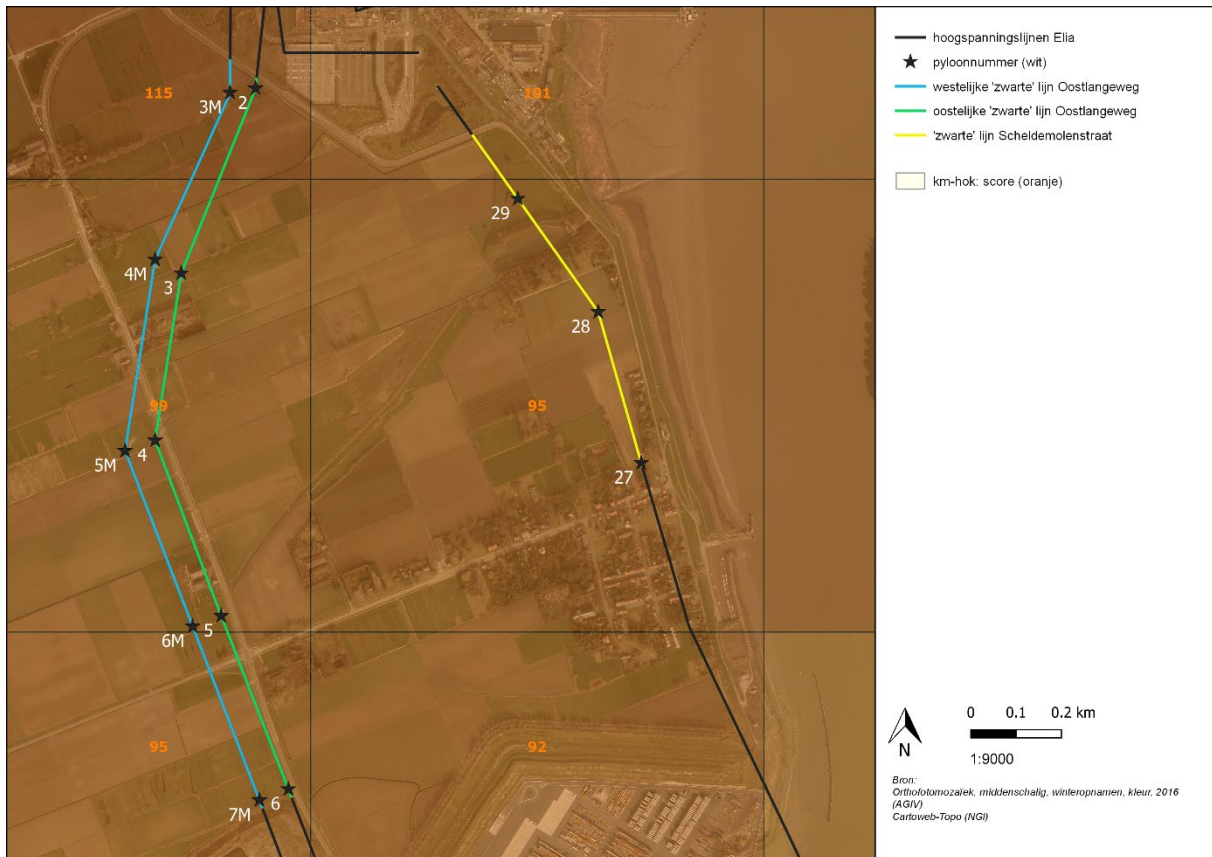 115
3M
2
101
29
4M
3
28
99
95
5M
4
27
6M
5
95
92
7M
6
hoogspanningslijnen Elia
pyloonnummer (wit)
westelijke 'zwarte' lijn Oostlangeweg
oostelijke 'zwarte' lijn Oostlangeweg
'zwarte' lijn Scheldemolenstraat
km-hok: score (oranje)
N
0 0.1 0.2 km
1:9000
Bron:
Orthofotomozaïek, middenschalig, winteropnamen, kleur, 2016
(AGIV)
Cartoweb-Topo (NGI)